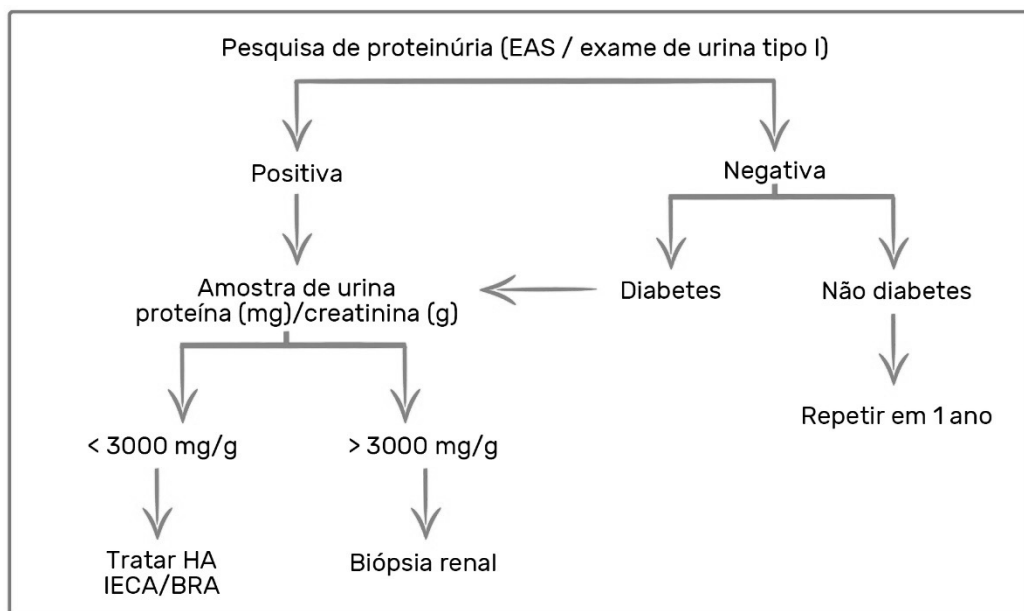 Pesquisa de proteinúria (EAS / exame de urina tipo I)
Positiva
Negativa
Amostra de urina
proteína (mg)/creatinina (g)
Diabetes
Não diabetes
Repetir em 1 ano
< 3000 mg/g
> 3000 mg/g
Tratar HA
IECA/BRA
Biópsia renal